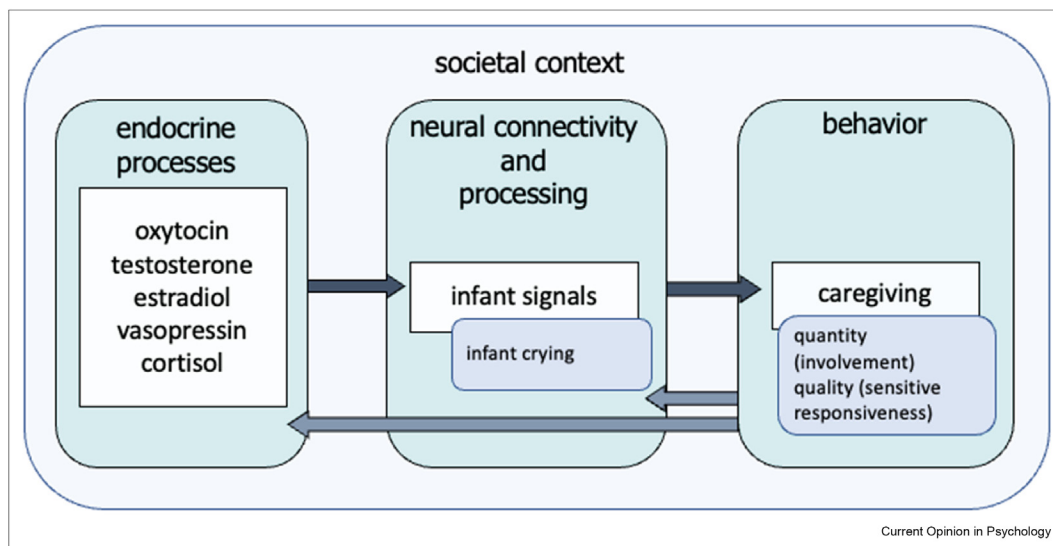 societal context
endocrine
processes
oxytocin
testosterone
estradiol
vasopressin
cortisol
neural connectivity
and
processing
infant signals
infant crying
behavior
caregiving
quantity
(involvement)
quality (sensitive
responsiveness)
Current Opinion in Psychology